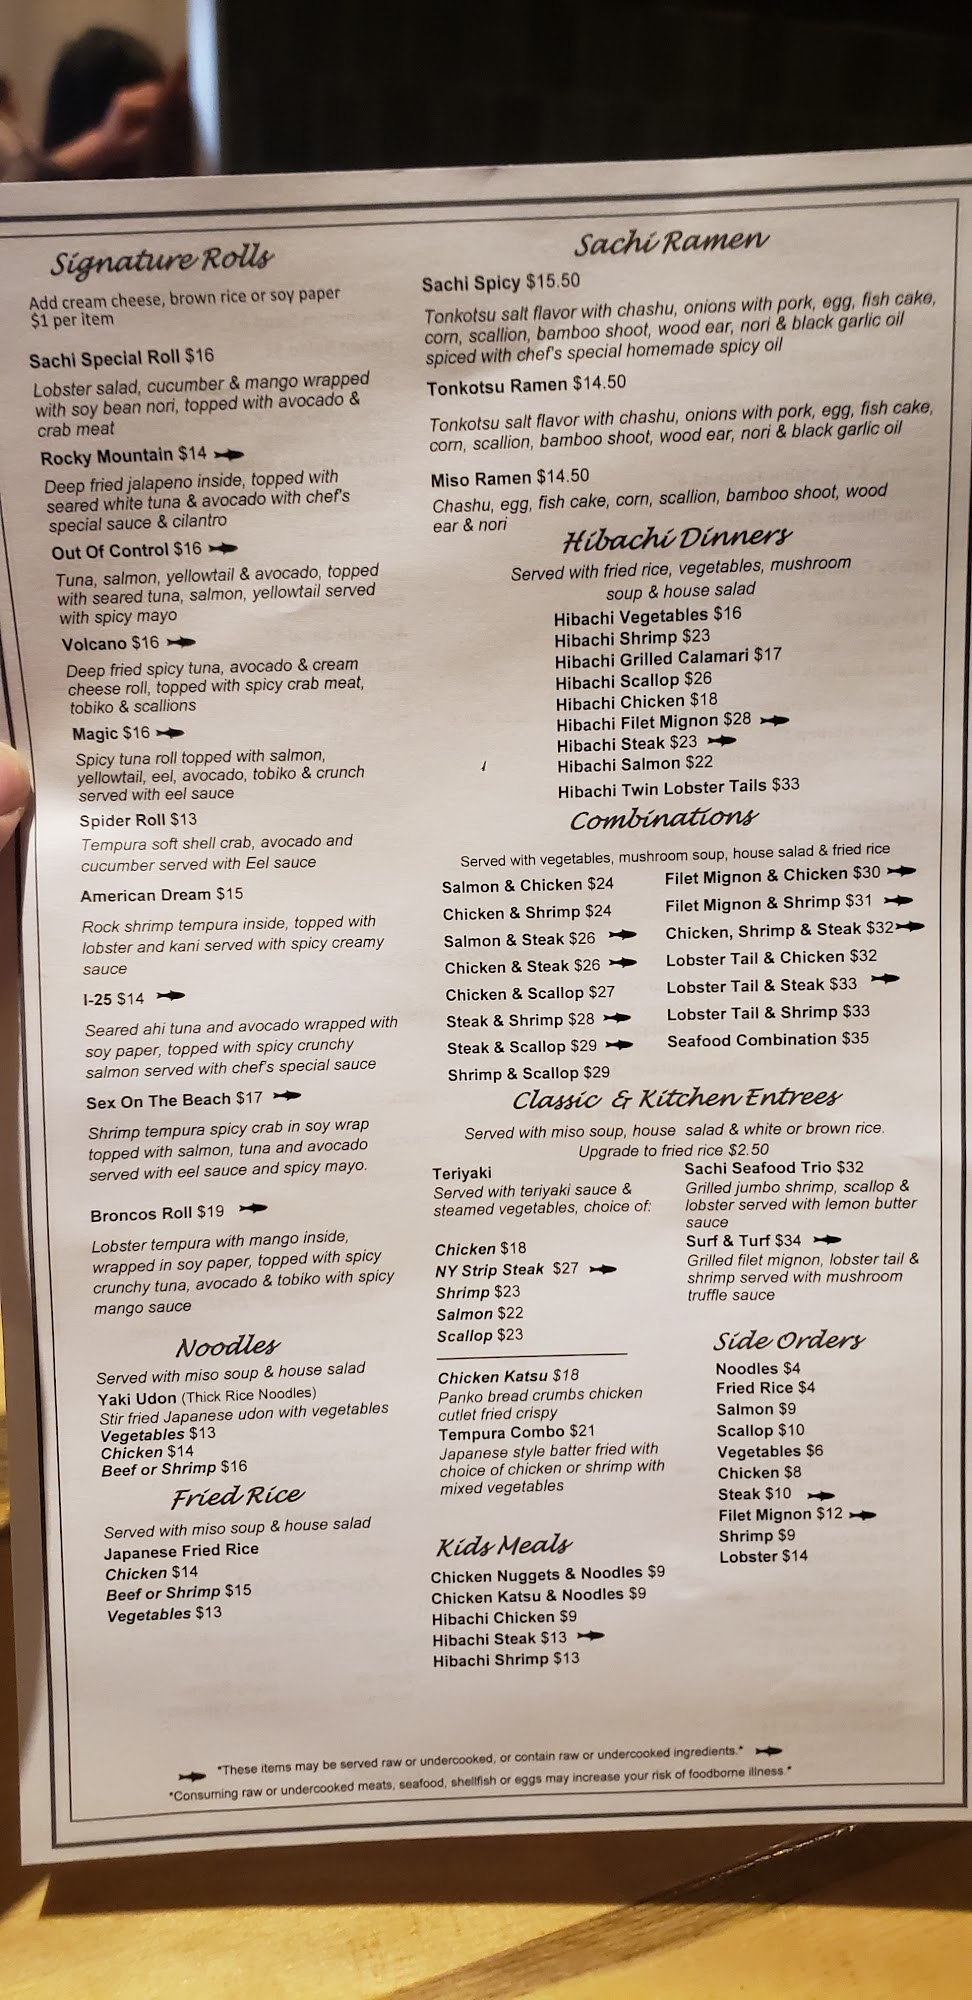 Signature Rolls
Add cream cheese, brown rice or soy paper
$1 per item
Sachi Special Roll $16
Lobster salad, cucumber & mango wrapped
with soy bean nori, topped with avocado &
crab meat
Rocky Mountain $14
Deep fried jalapeno inside, topped with
seared white tuna & avocado with chef's
special sauce & cilantro
Out Of Control $16
Tuna, salmon, yellowtail & avocado, topped
with seared tuna, salmon, yellowtail served
with spicy mayo
Volcano $16
Deep fried spicy tuna, avocado & cream
cheese roll, topped with spicy crab meat,
tobiko & scallions
Magic $16
Spicy tuna roll topped with salmon,
yellowtail, eel, avocado, tobiko & crunch
served with eel sauce
Spider Roll $13
Tempura soft shell crab, avocado and
cucumber served with Eel sauce
American Dream $15
Rock shrimp tempura inside, topped with
lobster and kani served with spicy creamy
sauce
I-25 $14
Seared ahi tuna and avocado wrapped with
soy paper, topped with spicy crunchy
salmon served with chef's special sauce
Sex On The Beach $17
Shrimp tempura spicy crab in soy wrap
topped with salmon, tuna and avocado
served with eel sauce and spicy mayo.
Broncos Roll $19
Lobster tempura with mango inside,
wrapped in soy paper, topped with spicy
crunchy tuna, avocado & tobiko with spicy
mango sauce
Noodles
Served with miso soup & house salad
Yaki Udon (Thick Rice Noodles)
Stir fried Japanese udon with vegetables
Vegetables $13
Chicken $14
Beef or Shrimp $16
Fried Rice
Served with miso soup & house salad
Japanese Fried Rice
Chicken $14
Beef or Shrimp $15
Vegetables $13
Sachi Ramen
Sachi Spicy $15.50
Tonkotsu salt flavor with chashu, onions with pork, egg, fish cake,
corn, scallion, bamboo shoot, wood ear, nori & black garlic oil
spiced with chef's special homemade spicy oil
Tonkotsu Ramen $14.50
Tonkotsu salt flavor with chashu, onions with pork, egg, fish cake,
corn, scallion, bamboo shoot, wood ear, nori & black garlic oil
Miso Ramen $14.50
Chashu, egg, fish cake, corn, scallion, bamboo shoot, wood
ear & nori
Hibachi Dinners
Served with fried rice, vegetables, mushroom
soup & house salad
Hibachi Vegetables $16
Hibachi Shrimp $23
Hibachi Grilled Calamari $17
Hibachi Scallop $26
Hibachi Chicken $18
Hibachi Filet Mignon $28
Hibachi Steak $23
Hibachi Salmon $22
Hibachi Twin Lobster Tails $33
Combinations
Served with vegetables, mushroom soup, house salad & fried rice
Salmon & Chicken $24
Chicken & Shrimp $24
Salmon & Steak $26
Chicken & Steak $26
Chicken & Scallop $27
Steak & Shrimp $28
Steak & Scallop $29
Shrimp & Scallop $29
Filet Mignon & Chicken $30
Filet Mignon & Shrimp $31
Chicken, Shrimp & Steak $32
Lobster Tail & Chicken $32
Lobster Tail & Steak $33
Lobster Tail & Shrimp $33
Seafood Combination $35
Classic & Kitchen Entrees
Served with miso soup, house salad & white or brown rice.
Upgrade to fried rice $2.50
Teriyaki
Served with teriyaki sauce &
steamed vegetables, choice of:
Chicken $18
NY Strip Steak $27
Shrimp $23
Salmon $22
Scallop $23
Chicken Katsu $18
Panko bread crumbs chicken
cutlet fried crispy
Tempura Combo $21
Japanese style batter fried with
choice of chicken or shrimp with
mixed vegetables
Sachi Seafood Trio $32
Grilled jumbo shrimp, scallop &
lobster served with lemon butter
sauce
Surf & Turf $34
Grilled filet mignon, lobster tail &
shrimp served with mushroom
truffle sauce
Kids Meals
Chicken Nuggets & Noodles $9
Chicken Katsu & Noodles $9
Hibachi Chicken $9
Hibachi Steak $13
Hibachi Shrimp $13
Side Orders
Noodles $4
Fried Rice $4
Salmon $9
Scallop $10
Vegetables $6
Chicken $8
Steak $10
Filet Mignon $12
Shrimp $9
Lobster $14
*These items may be served raw or undercooked, or contain raw or undercooked ingredients.*
*Consuming raw or undercooked meats, seafood, shellfish or eggs may increase your risk of foodborne illness.*